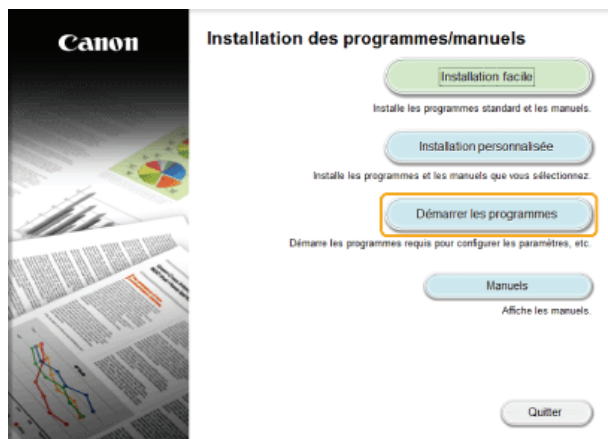 Canon
Installation des programmes/manuels
Installation facile
Installe les programmes standard et les manuels.
Installation personnalisée
Installe les programmes et les manuels que vous sélectionnez.
Démarrer les programmes
Démarre les programmes requis pour configurer les paramètres, etc.
Manuels
Affiche les manuels.
Quitter